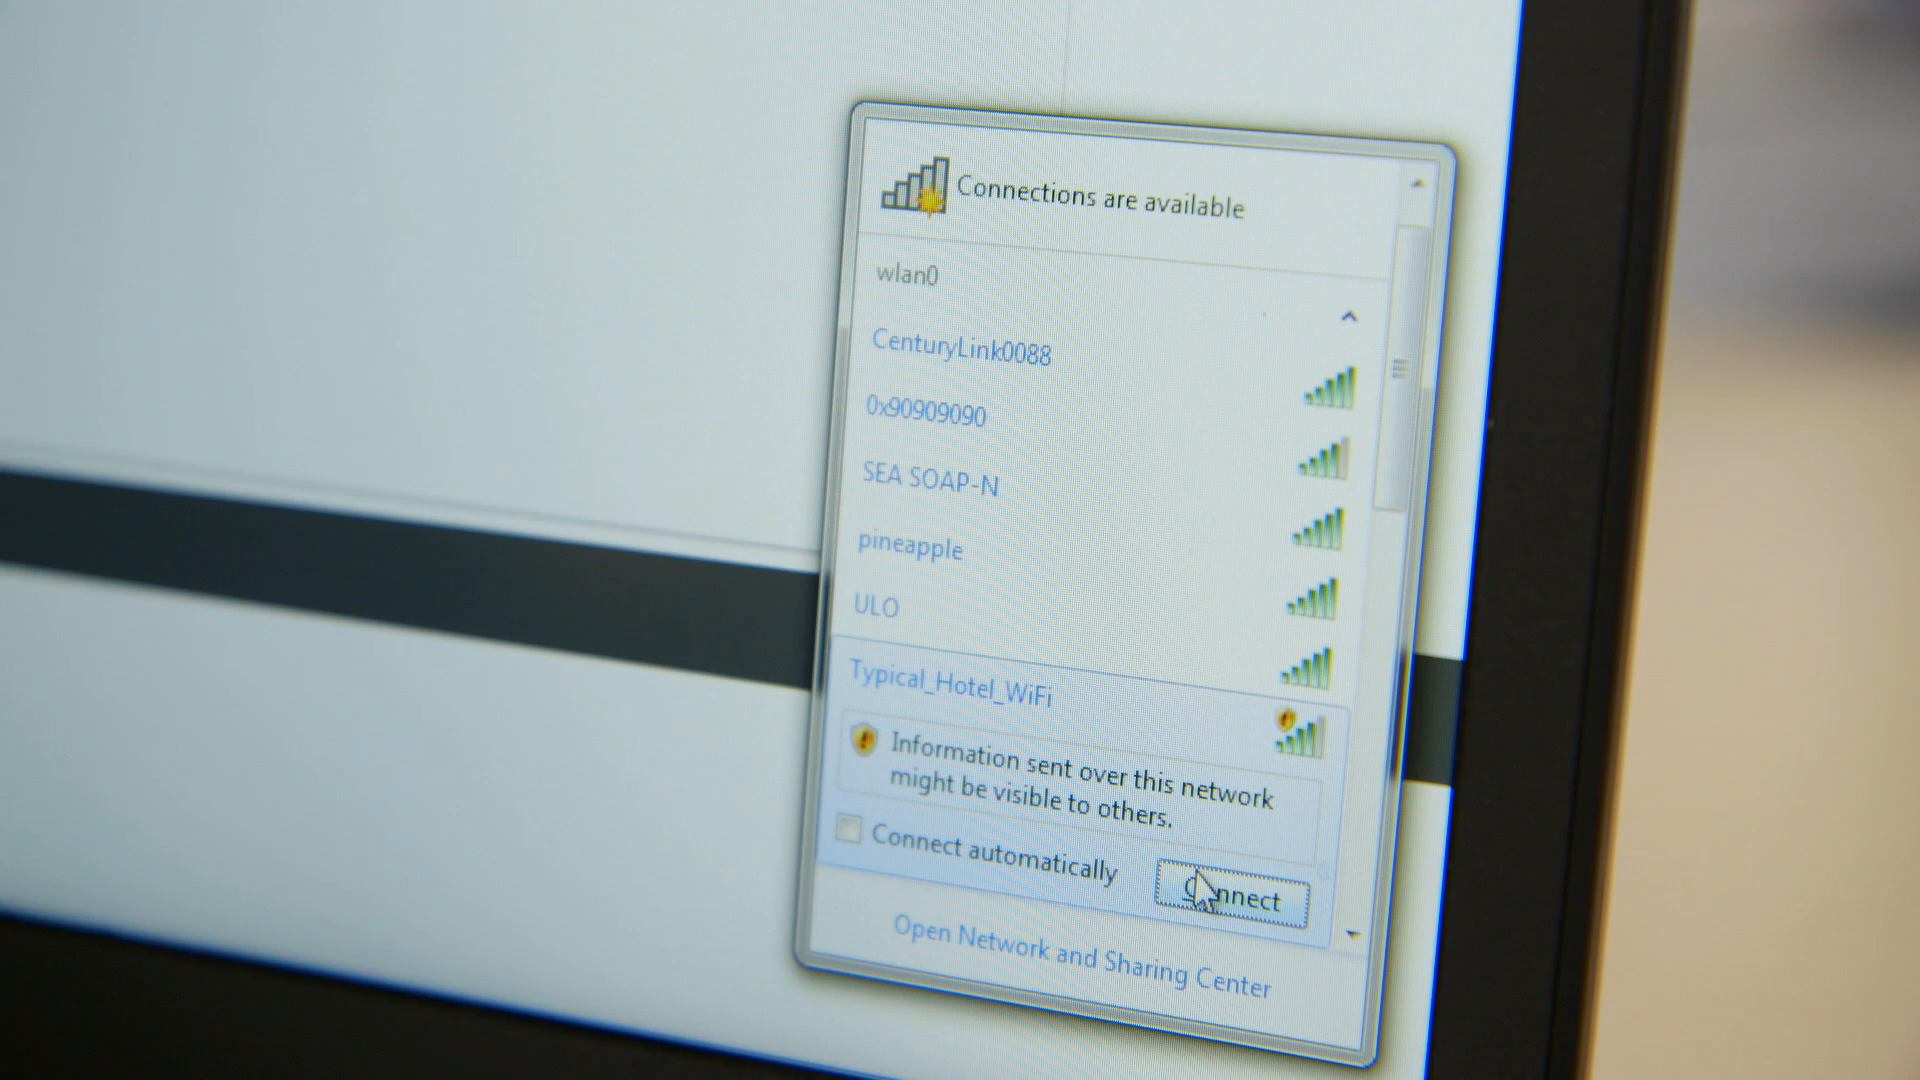 Connections are available
wlan0
CenturyLink0088
0x90909090
SEA SOAP-N
pineapple
ULO
Typical_Hotel_WiFi
Information sent over this network
might be visible to others.
Connect automatically
Connect
Open Network and Sharing Center